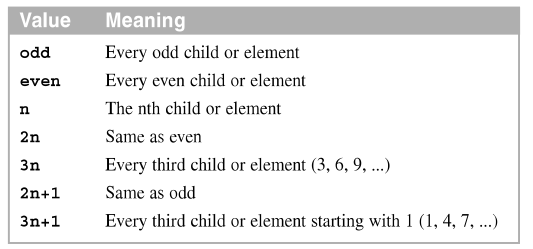 Value Meaning
odd Every odd child or element
even Every even child or element
n The nth child or element
2n Same as even
3n Every third child or element (3, 6, 9, ...)
2n+1 Same as odd
3n+1 Every third child or element starting with 1 (1, 4, 7, ...)